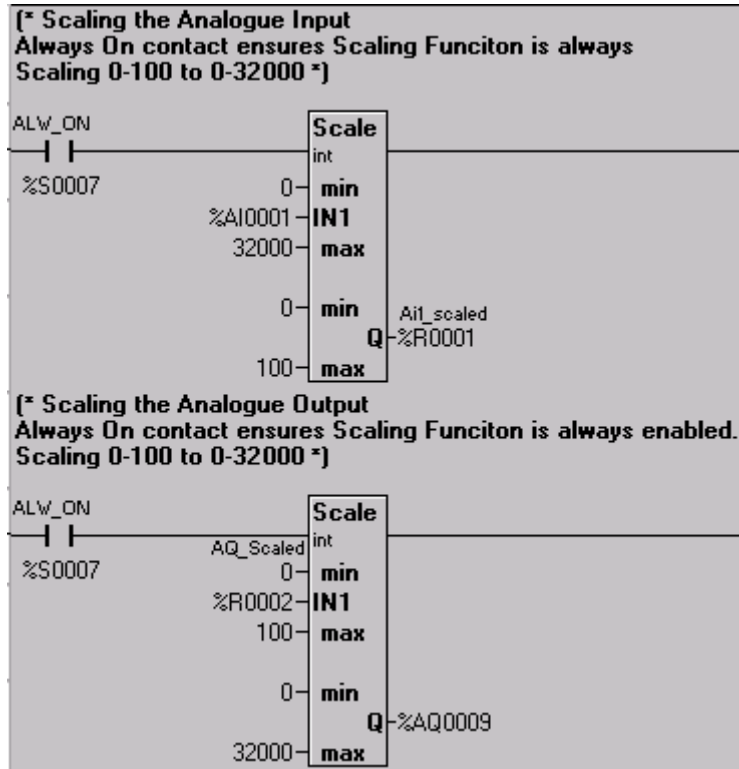 (* Scaling the Analogue Input
Always On contact ensures Scaling Funciton is always
Scaling 0-100 to 0-32000 *)
ALW_ON
Scale
int
%S0007
0
min
%AI0001
IN1
32000
max
0
min
Ai1_scaled
Q
%R0001
100
max
(* Scaling the Analogue Output
Always On contact ensures Scaling Funciton is always enabled.
Scaling 0-100 to 0-32000 *)
ALW_ON
Scale
int
AQ_Scaled
%S0007
0
min
%R0002
IN1
100
max
0
min
Q
%AQ0009
32000
max